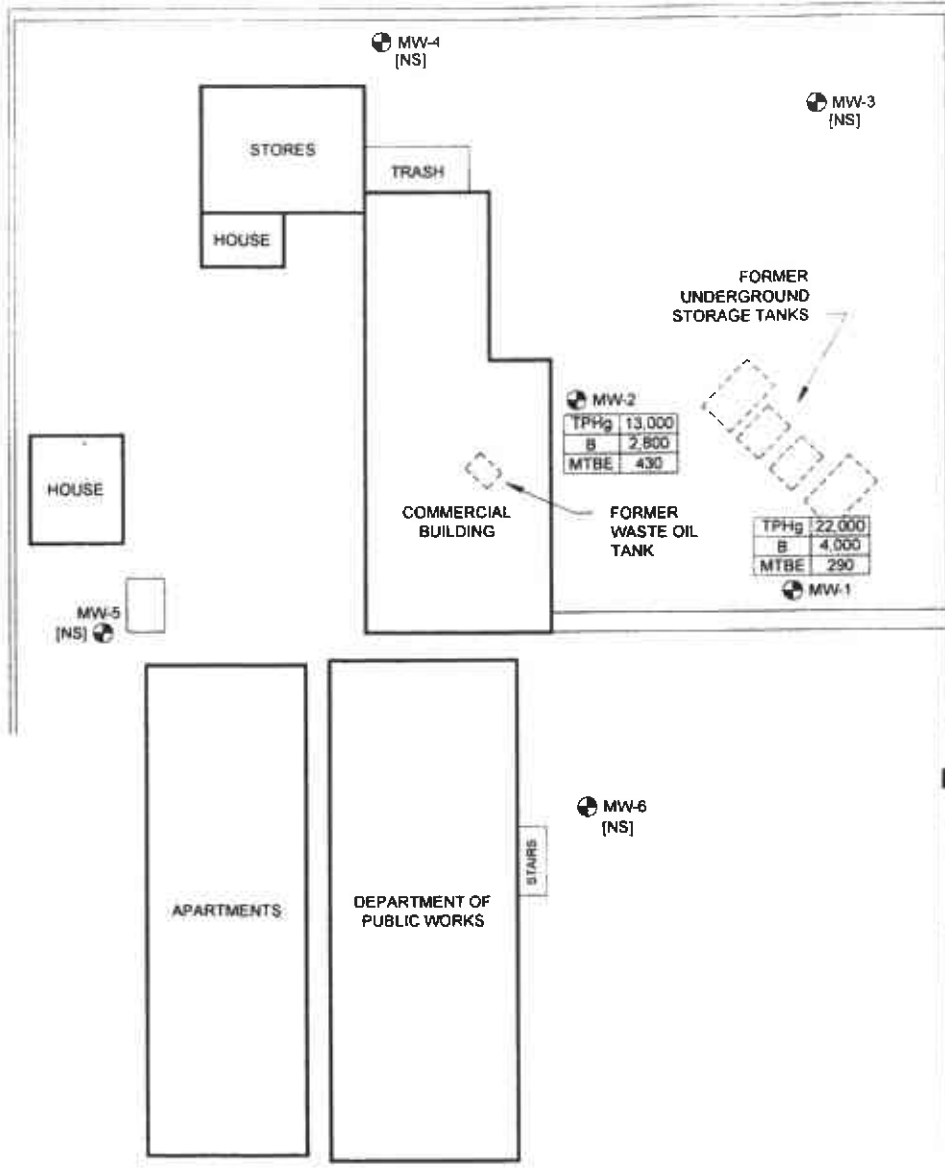 MW-4
[NS]
MW-3
[NS]
STORES
TRASH
HOUSE
FORMER
UNDERGROUND
STORAGE TANKS
MW-2
TPHg 13,000
B 2,800
MTBE 430
HOUSE
COMMERCIAL
BUILDING
FORMER
WASTE OIL
TANK
TPHg 22,000
B 4,000
MTBE 290
MW-1
MW-5
[NS]
MW-6
[NS]
STAIRS
APARTMENTS
DEPARTMENT OF
PUBLIC WORKS